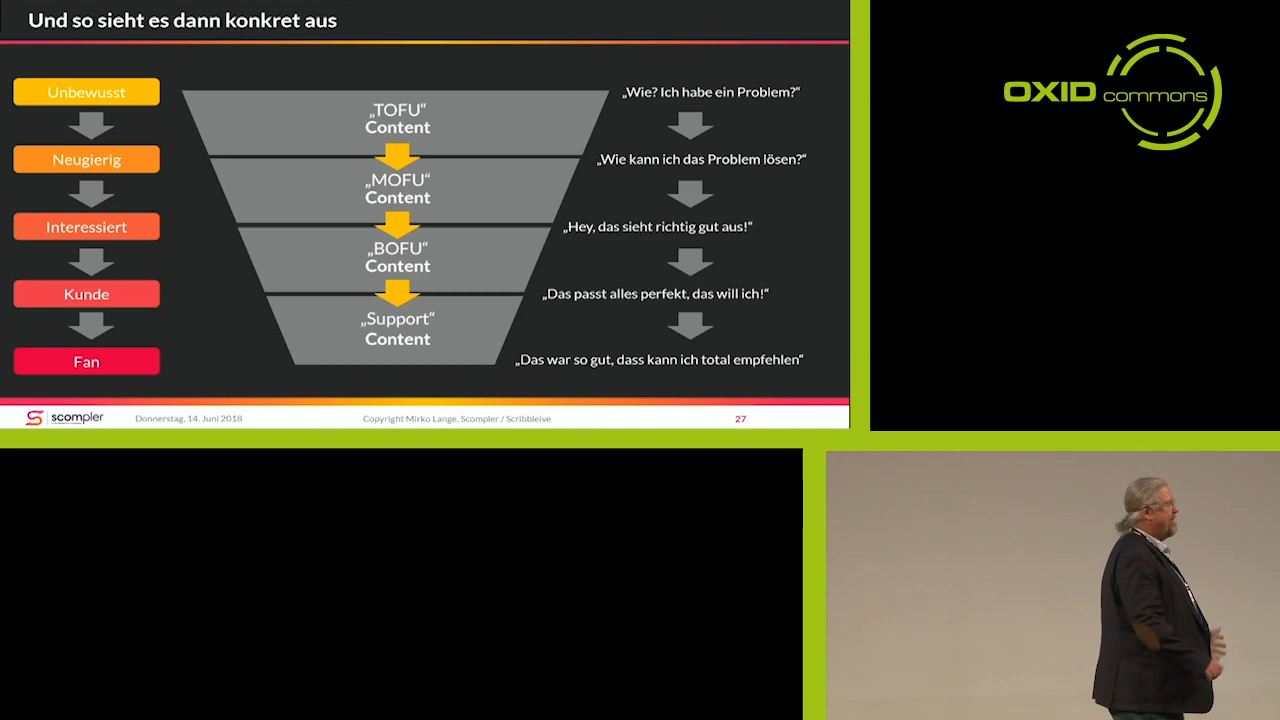 Und so sieht es dann konkret aus
OXID commons
Unbewusst
Neugierig
Interessiert
Kunde
Fan
„TOFU“
Content
„MOFU“
Content
„BOFU“
Content
„Support“
Content
„Wie? Ich habe ein Problem?“
„Wie kann ich das Problem lösen?“
„Hey, das sieht richtig gut aus!“
„Das passt alles perfekt, das will ich!“
„Das war so gut, dass kann ich total empfehlen“
scompler
Donnerstag, 14. Juni 2018
Copyright Mirko Lange, Scompler / Scribbleive
27